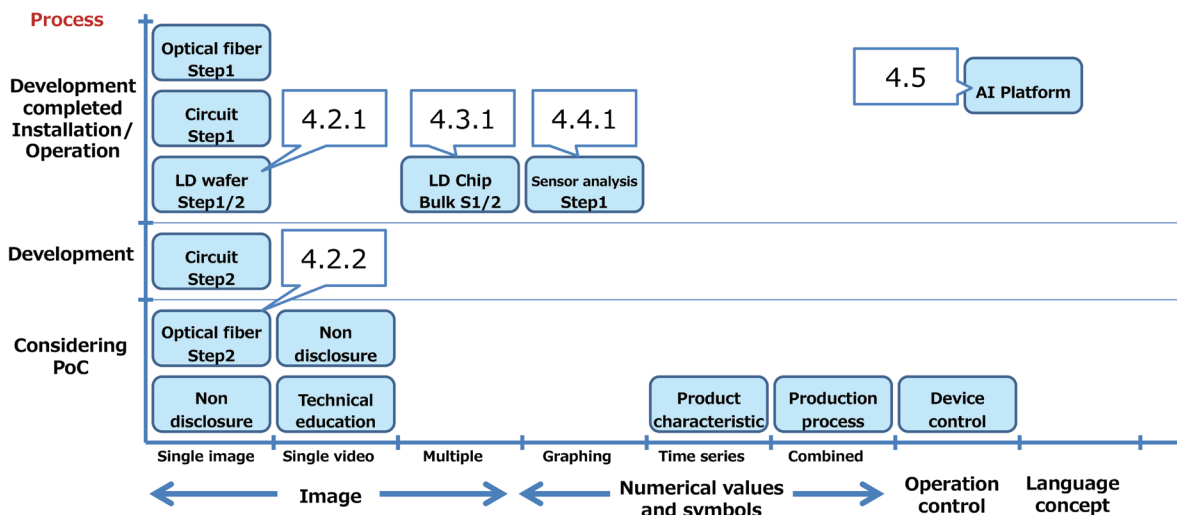 Process
Optical fiber
Step1
Development
completed
Installation/
Operation
Circuit
Step1
4.2.1
4.3.1
4.4.1
4.5
AI Platform
LD wafer
Step1/2
LD Chip
Bulk S1/2
Sensor analysis
Step1
Development
Circuit
Step2
4.2.2
Considering
PoC
Optical fiber
Step2
Non
disclosure
Non
disclosure
Technical
education
Product
characteristic
Production
process
Device
control
Single image
Single video
Multiple
Graphing
Time series
Combined
Image
Numerical values
and symbols
Operation
control
Language
concept